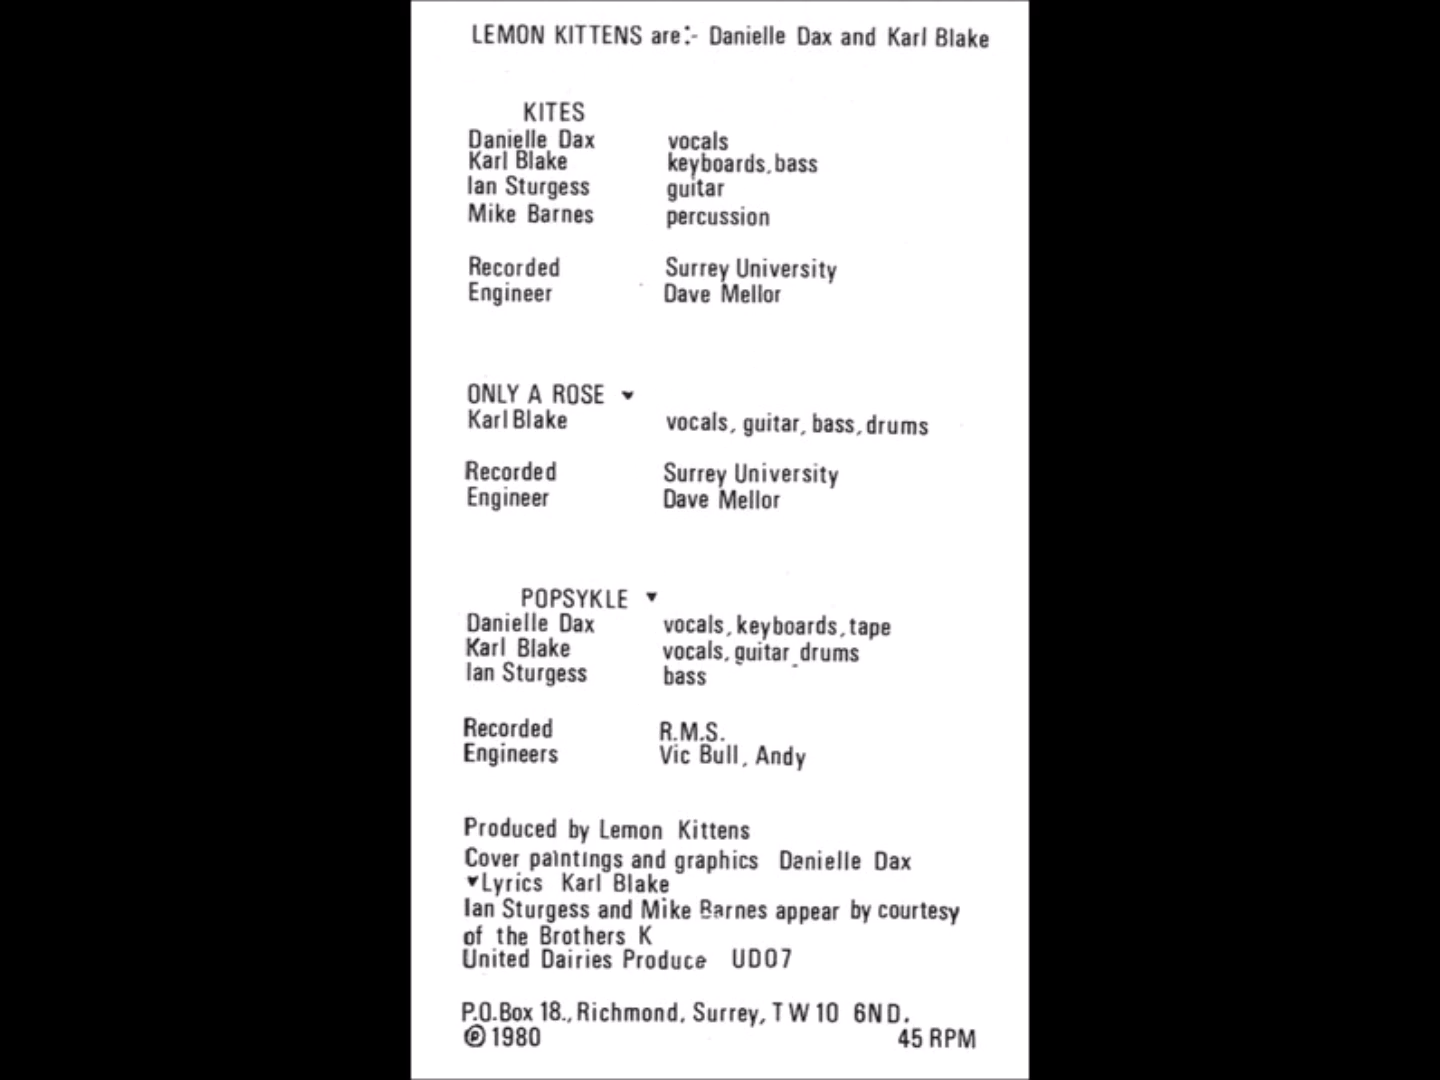 LEMON KITTENS are:- Danielle Dax and Karl Blake
KITES
Danielle Dax vocals
Karl Blake keyboards, bass
Ian Sturgess guitar
Mike Barnes percussion
Recorded Surrey University
Engineer Dave Mellor
ONLY A ROSE ▾
Karl Blake vocals, guitar, bass, drums
Recorded Surrey University
Engineer Dave Mellor
POPSYKLE ▾
Danielle Dax vocals, keyboards, tape
Karl Blake vocals, guitar drums
Ian Sturgess bass
Recorded R.M.S.
Engineers Vic Bull, Andy
Produced by Lemon Kittens
Cover paintings and graphics Danielle Dax
▾Lyrics Karl Blake
Ian Sturgess and Mike Barnes appear by courtesy
of the Brothers K
United Dairies Produce UD07
P.O.Box 18., Richmond, Surrey, TW10 6ND.
℗ 1980 45 RPM